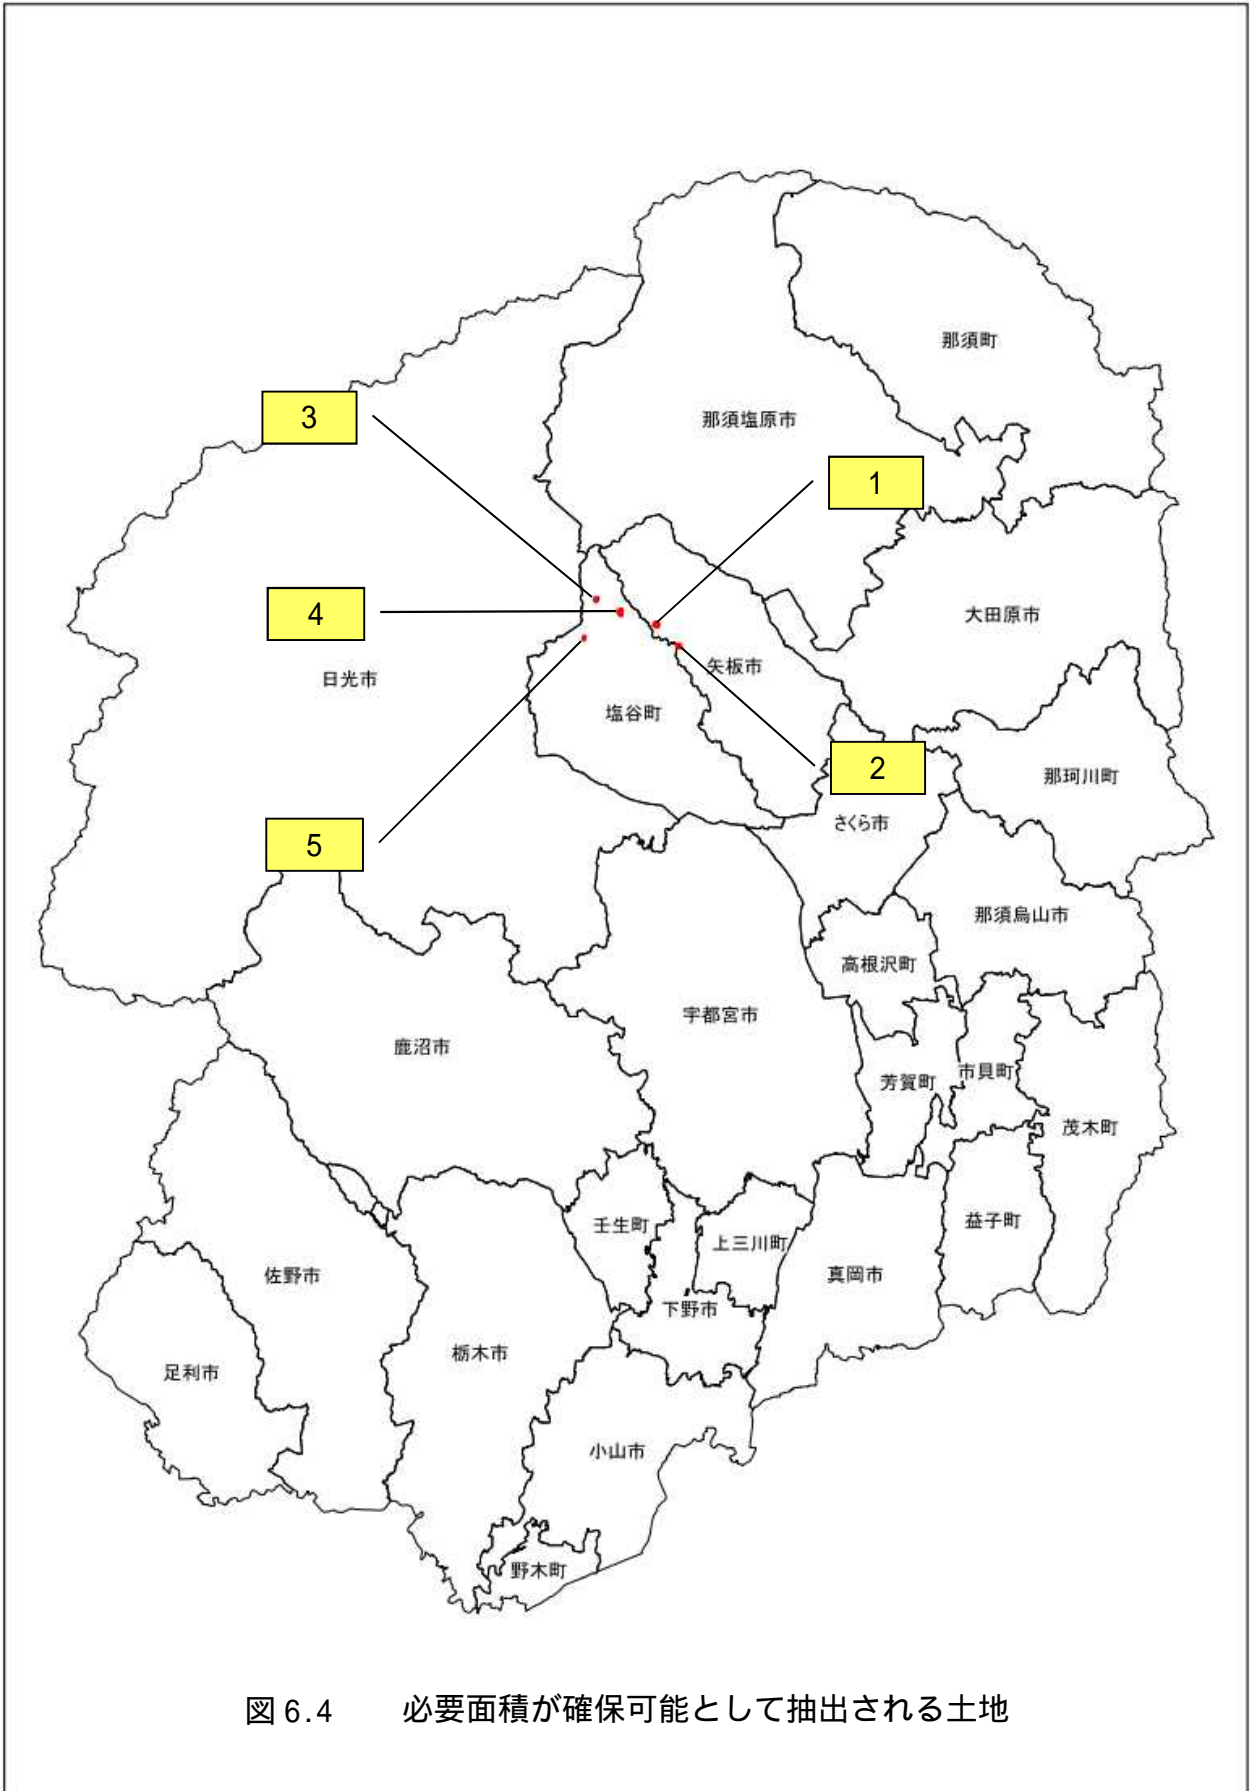 那須町
3
那須塩原市
1
4
大田原市
日光市
矢板市
塩谷町
2
那珂川町
さくら市
5
那須烏山市
高根沢町
宇都宮市
鹿沼市
芳賀町
市貝町
茂木町
壬生町
上三川町
益子町
佐野市
真岡市
下野市
栃木市
足利市
小山市
野木町
図 6.4 必要面積が確保可能として抽出される土地